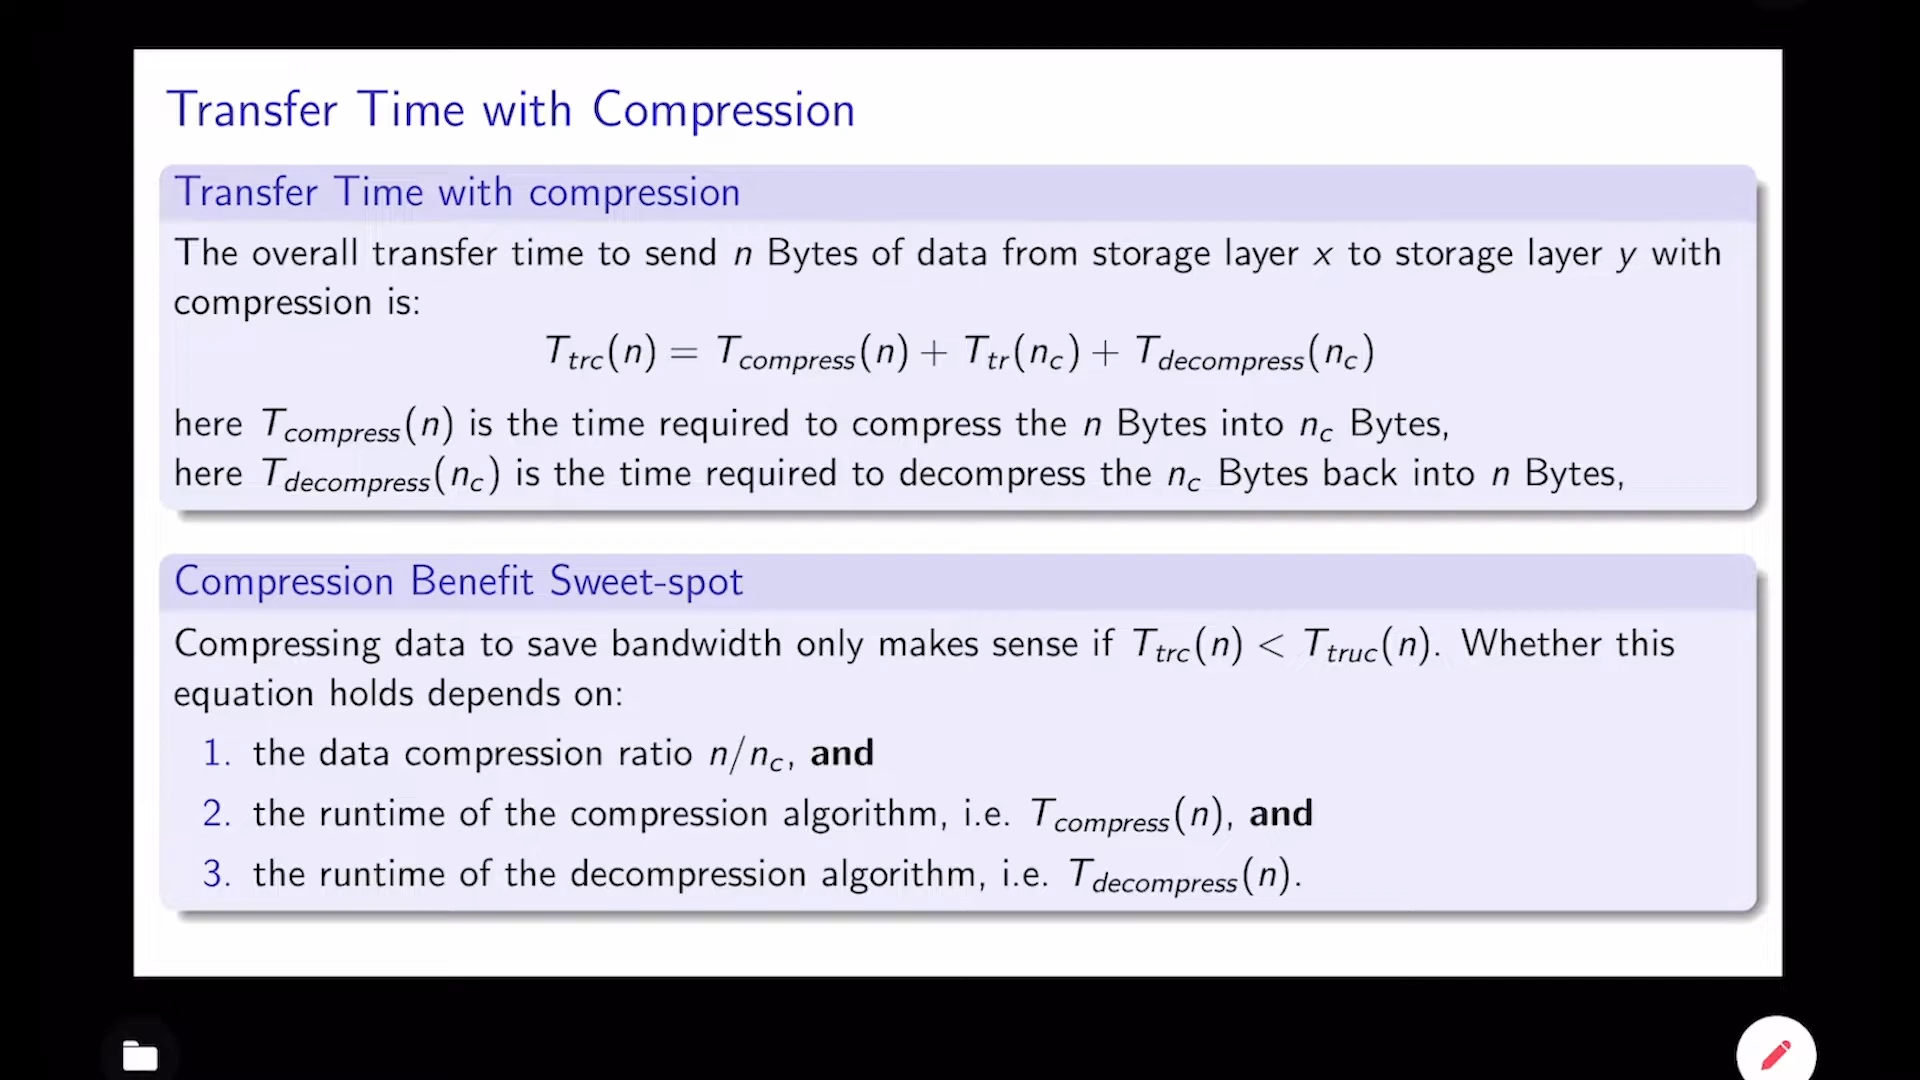 Transfer Time with Compression
Transfer Time with compression
The overall transfer time to send n Bytes of data from storage layer x to storage layer y with
compression is:
T_trc(n) = T_compress(n) + T_tr(n_c) + T_decompress(n_c)
here T_compress(n) is the time required to compress the n Bytes into n_c Bytes,
here T_decompress(n_c) is the time required to decompress the n_c Bytes back into n Bytes,
Compression Benefit Sweet-spot
Compressing data to save bandwidth only makes sense if T_trc(n) < T_truc(n). Whether this
equation holds depends on:
1. the data compression ratio n/n_c, and
2. the runtime of the compression algorithm, i.e. T_compress(n), and
3. the runtime of the decompression algorithm, i.e. T_decompress(n).